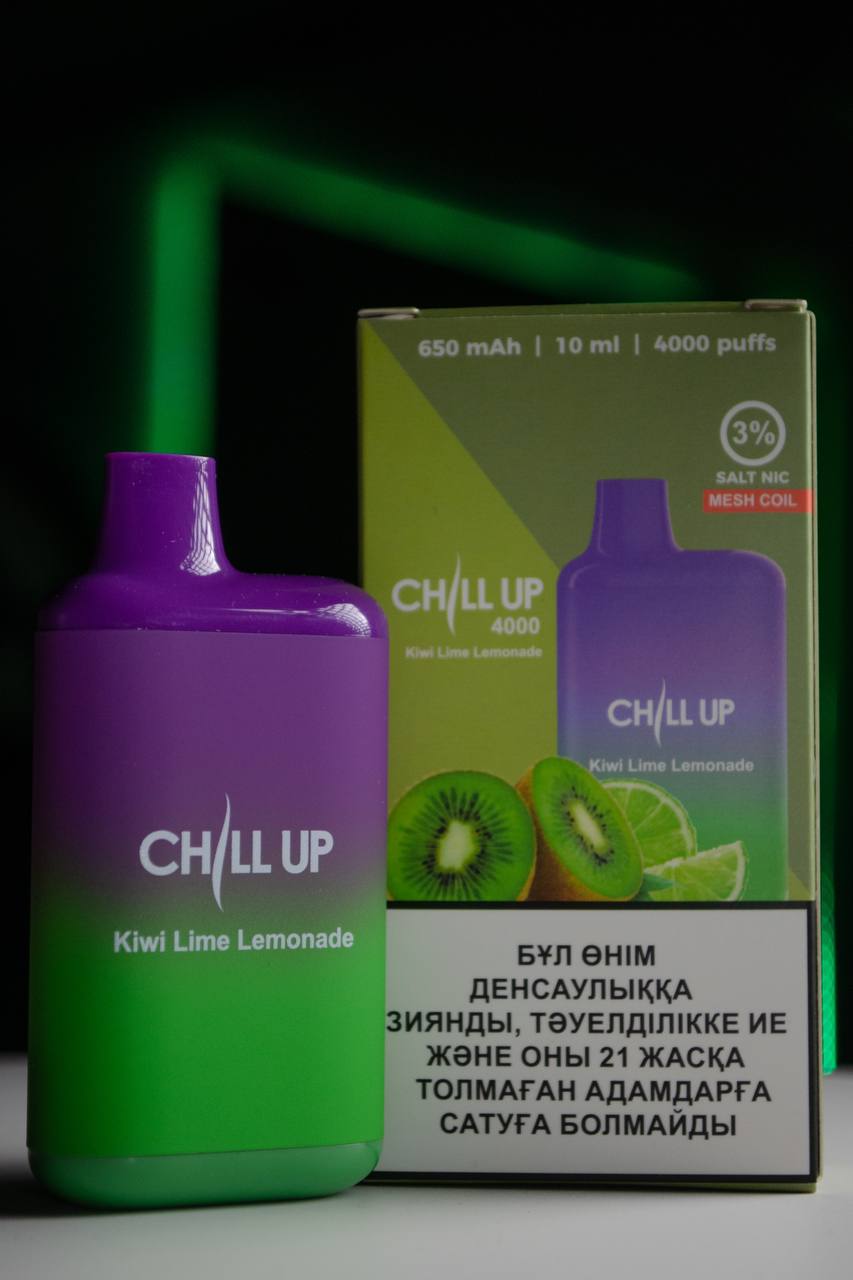 650 mAh | 10 ml | 4000 puffs
3%
SALT NIC
MESH COIL
CHILL UP
4000
Kiwi Lime Lemonade
CHILL UP
Kiwi Lime Lemonade
CHILL UP
Kiwi Lime Lemonade
БҰЛ ӨНІМ
ДЕНСАУЛЫҚҚА
ЗИЯНДЫ, ТӘУЕЛДІЛІККЕ ИЕ
ЖӘНЕ ОНЫ 21 ЖАСҚА
ТОЛМАҒАН АДАМДАРҒА
САТУҒА БОЛМАЙДЫ